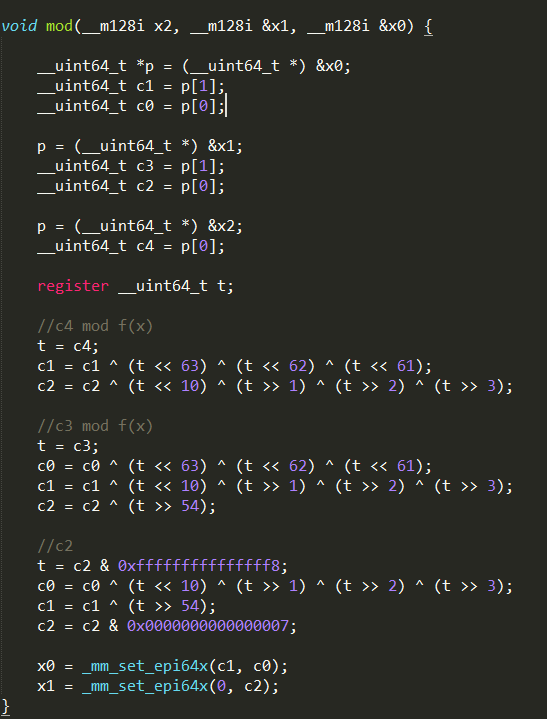 void mod(__m128i x2, __m128i &x1, __m128i &x0) {
__uint64_t *p = (__uint64_t *) &x0;
__uint64_t c1 = p[1];
__uint64_t c0 = p[0];
p = (__uint64_t *) &x1;
__uint64_t c3 = p[1];
__uint64_t c2 = p[0];
p = (__uint64_t *) &x2;
__uint64_t c4 = p[0];
register __uint64_t t;
//c4 mod f(x)
t = c4;
c1 = c1 ^ (t << 63) ^ (t << 62) ^ (t << 61);
c2 = c2 ^ (t << 10) ^ (t >> 1) ^ (t >> 2) ^ (t >> 3);
//c3 mod f(x)
t = c3;
c0 = c0 ^ (t << 63) ^ (t << 62) ^ (t << 61);
c1 = c1 ^ (t << 10) ^ (t >> 1) ^ (t >> 2) ^ (t >> 3);
c2 = c2 ^ (t >> 54);
//c2
t = c2 & 0xfffffffffffffff8;
c0 = c0 ^ (t << 10) ^ (t >> 1) ^ (t >> 2) ^ (t >> 3);
c1 = c1 ^ (t >> 54);
c2 = c2 & 0x0000000000000007;
x0 = _mm_set_epi64x(c1, c0);
x1 = _mm_set_epi64x(0, c2);
}